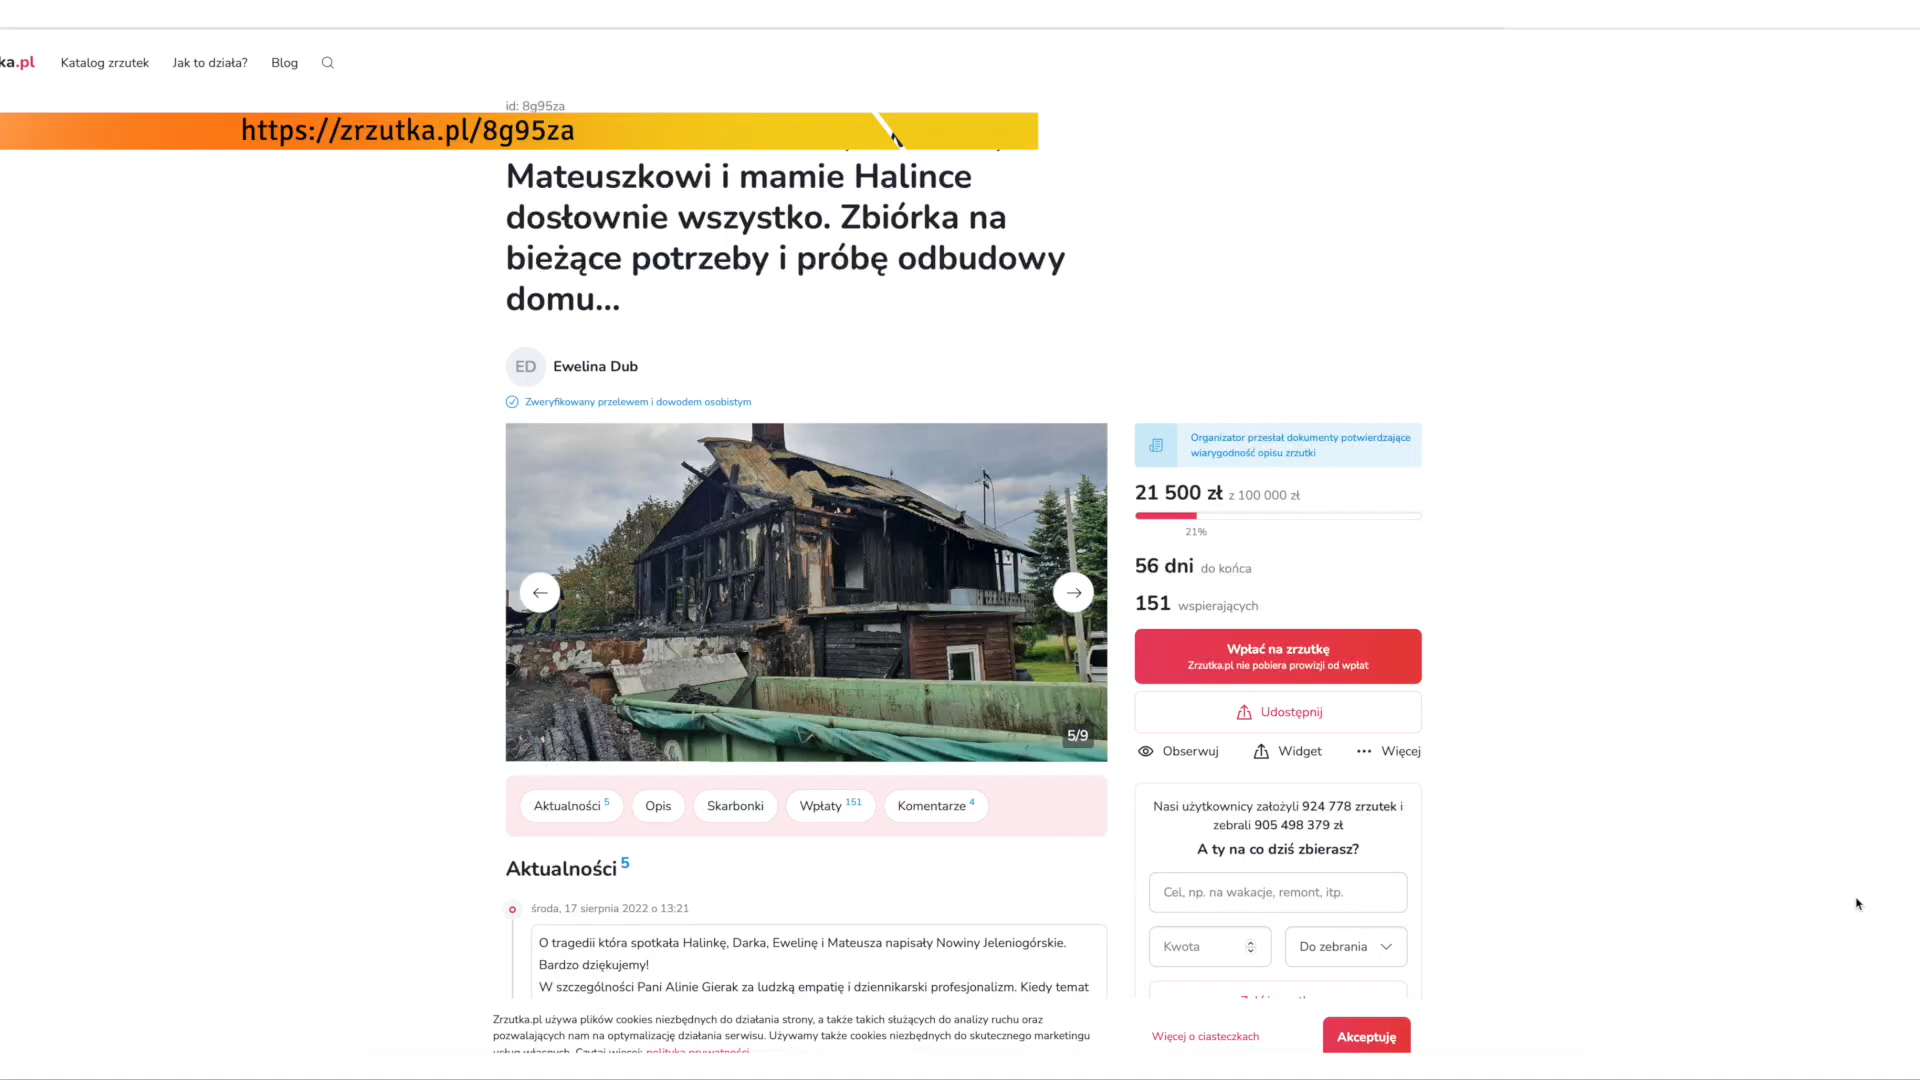 ka.pl
Katalog zrzutek
Jak to działa?
Blog
id: 8g95za
https://zrzutka.pl/8g95za
Mateuszkowi i mamie Halince
dosłownie wszystko. Zbiórka na
bieżące potrzeby i próbę odbudowy
domu...
ED
Ewelina Dub
Zweryfikowany przelewem i dowodem osobistym
5/9
Organizator przesłał dokumenty potwierdzające
wiarygodność opisu zrzutki
21 500 zł z 100 000 zł
21%
56 dni do końca
151 wspierających
Wpłać na zrzutkę
Zrzutka.pl nie pobiera prowizji od wpłat
Udostępnij
Obserwuj
Widget
Więcej
Aktualności 5
Opis
Skarbonki
Wpłaty 151
Komentarze 4
Aktualności 5
środa, 17 sierpnia 2022 o 13:21
O tragedii która spotkała Halinkę, Darka, Ewelinę i Mateusza napisały Nowiny Jeleniogórskie.
Bardzo dziękujemy!
W szczególności Pani Alinie Gierak za ludzką empatię i dziennikarski profesjonalizm. Kiedy temat
Nasi użytkownicy założyli 924 778 zrzutek i
zebrali 905 498 379 zł
A ty na co dziś zbierasz?
Cel, np. na wakacje, remont, itp.
Kwota
Do zebrania
Zrzutka.pl używa plików cookies niezbędnych do działania strony, a także takich służących do analizy ruchu oraz
pozwalających nam na optymalizację działania serwisu. Używamy także cookies niezbędnych do skutecznego marketingu
usług własnych. Czytaj więcej: polityka prywatności
Więcej o ciasteczkach
Akceptuję